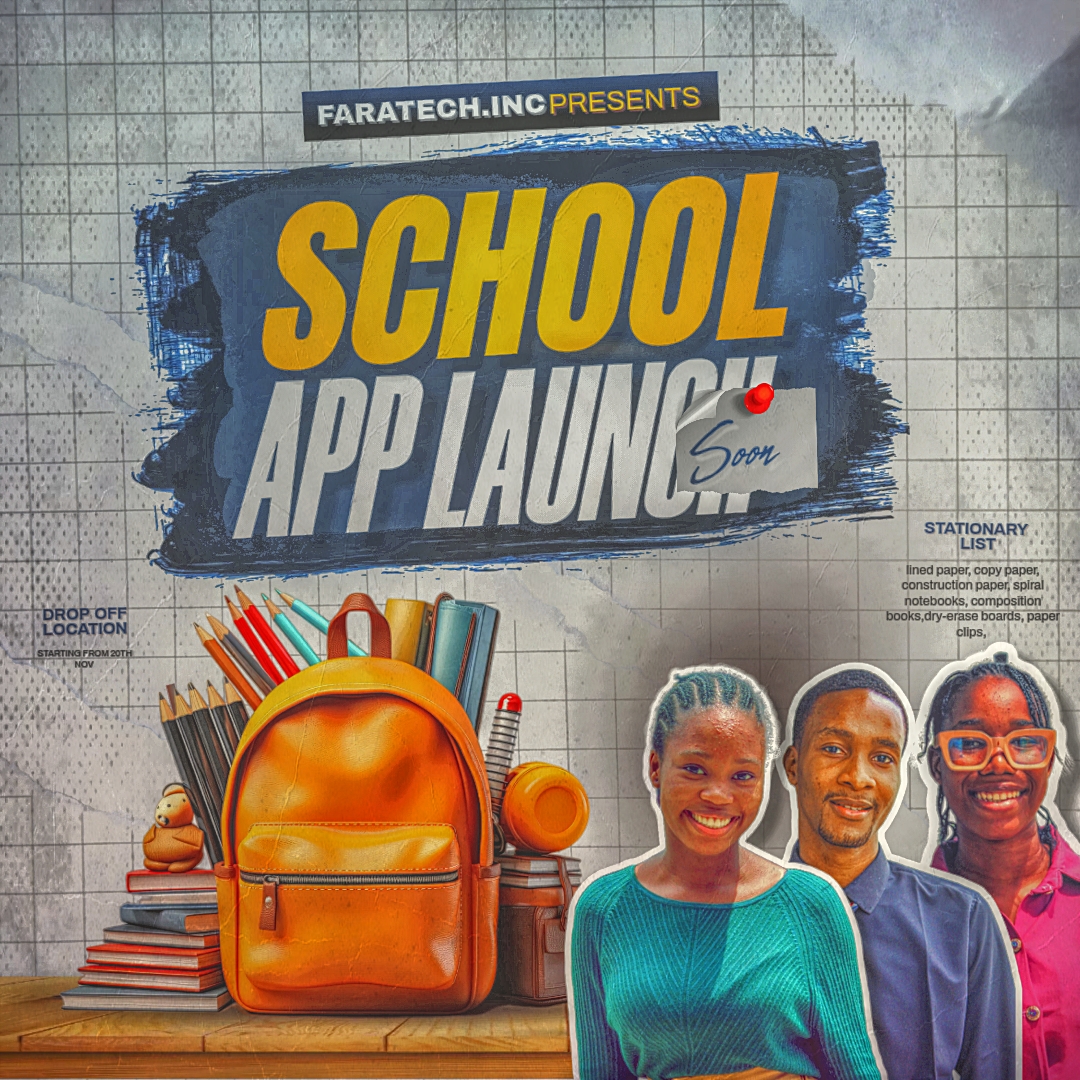 FARATECH.INC PRESENTS
SCHOOL
APP LAUNCH
Soon
STATIONARY
LIST
lined paper, copy paper,
construction paper, spiral
notebooks, composition
books,dry-erase boards, paper
clips,
DROP OFF
LOCATION
STARTING FROM 20TH
NOV